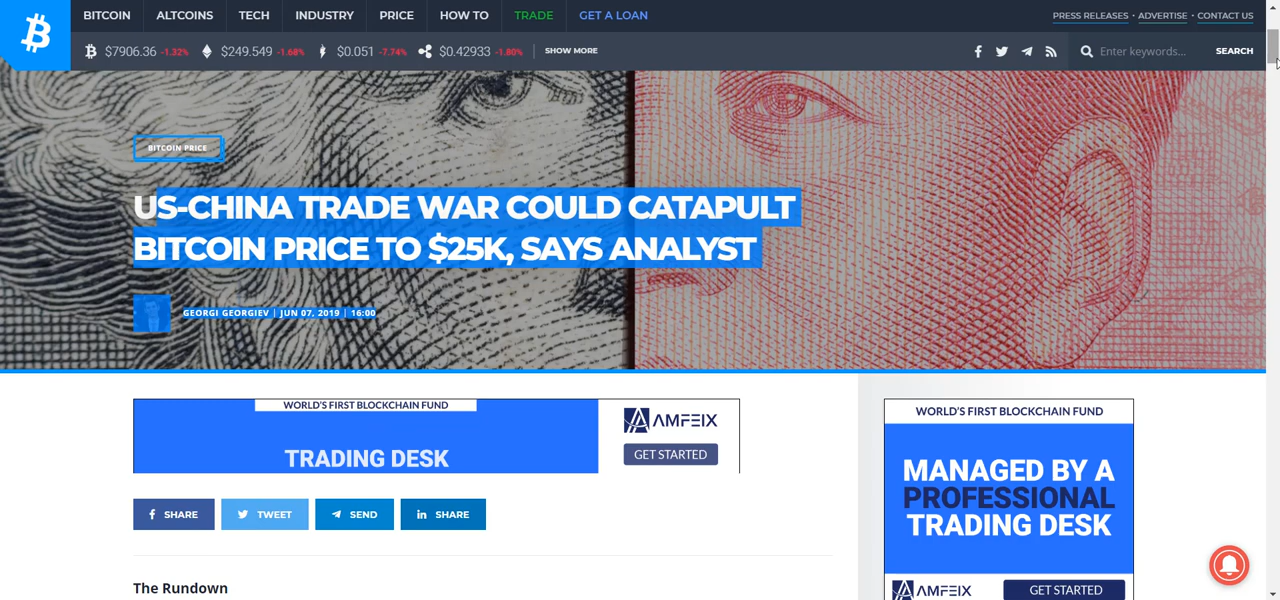 BITCOIN ALTCOINS TECH INDUSTRY PRICE HOW TO TRADE GET A LOAN PRESS RELEASES • ADVERTISE • CONTACT US
$7906.36 -1.32% $249.549 -1.68% $0.051 -7.74% $0.42933 -1.80% SHOW MORE Enter keywords... SEARCH
BITCOIN PRICE
US-CHINA TRADE WAR COULD CATAPULT
BITCOIN PRICE TO $25K, SAYS ANALYST
GEORGI GEORGIEV | JUN 07, 2019 | 16:00
WORLD'S FIRST BLOCKCHAIN FUND
TRADING DESK
AMFEIX
GET STARTED
SHARE TWEET SEND SHARE
The Rundown
WORLD'S FIRST BLOCKCHAIN FUND
MANAGED BY A
PROFESSIONAL
TRADING DESK
AMFEIX GET STARTED